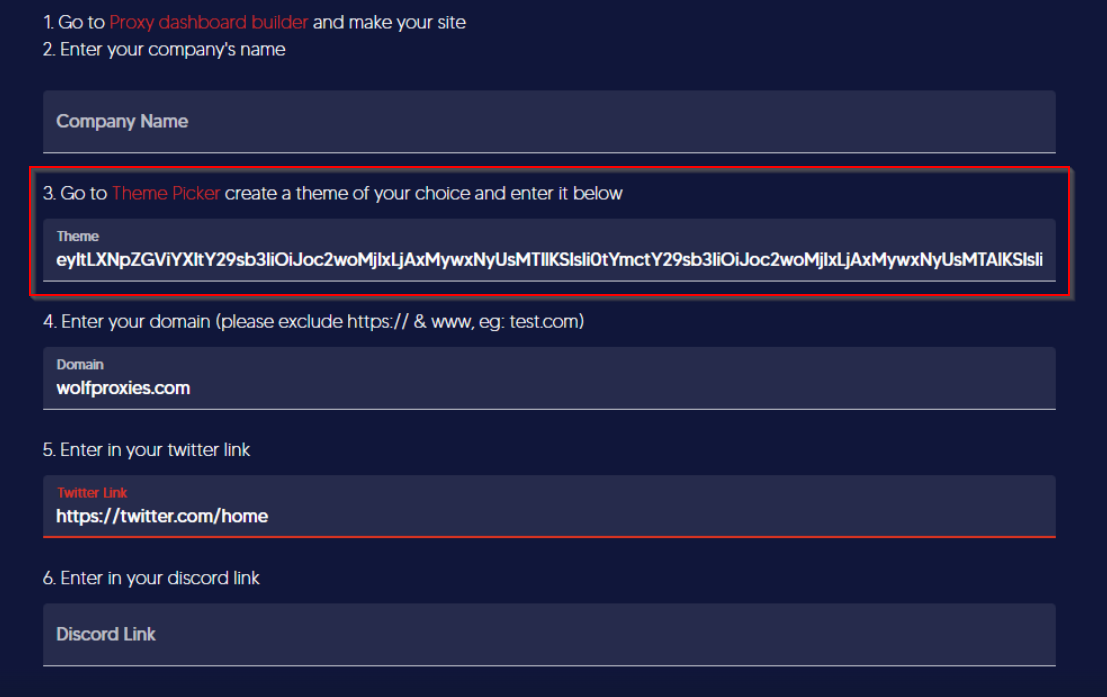 1. Go to Proxy dashboard builder and make your site
2. Enter your company's name
Company Name
3. Go to Theme Picker create a theme of your choice and enter it below
Theme
eyItLXNpZGViYXItY29sb3IiOiJoc2woMjIxLjAxMywxNyUsMTIlKSIsIi0tYmctY29sb3IiOiJoc2woMjIxLjAxMywxNyUsMTAlKSIsIi
4. Enter your domain (please exclude https:// & www, eg: test.com)
Domain
wolfproxies.com
5. Enter in your twitter link
Twitter Link
https://twitter.com/home
6. Enter in your discord link
Discord Link